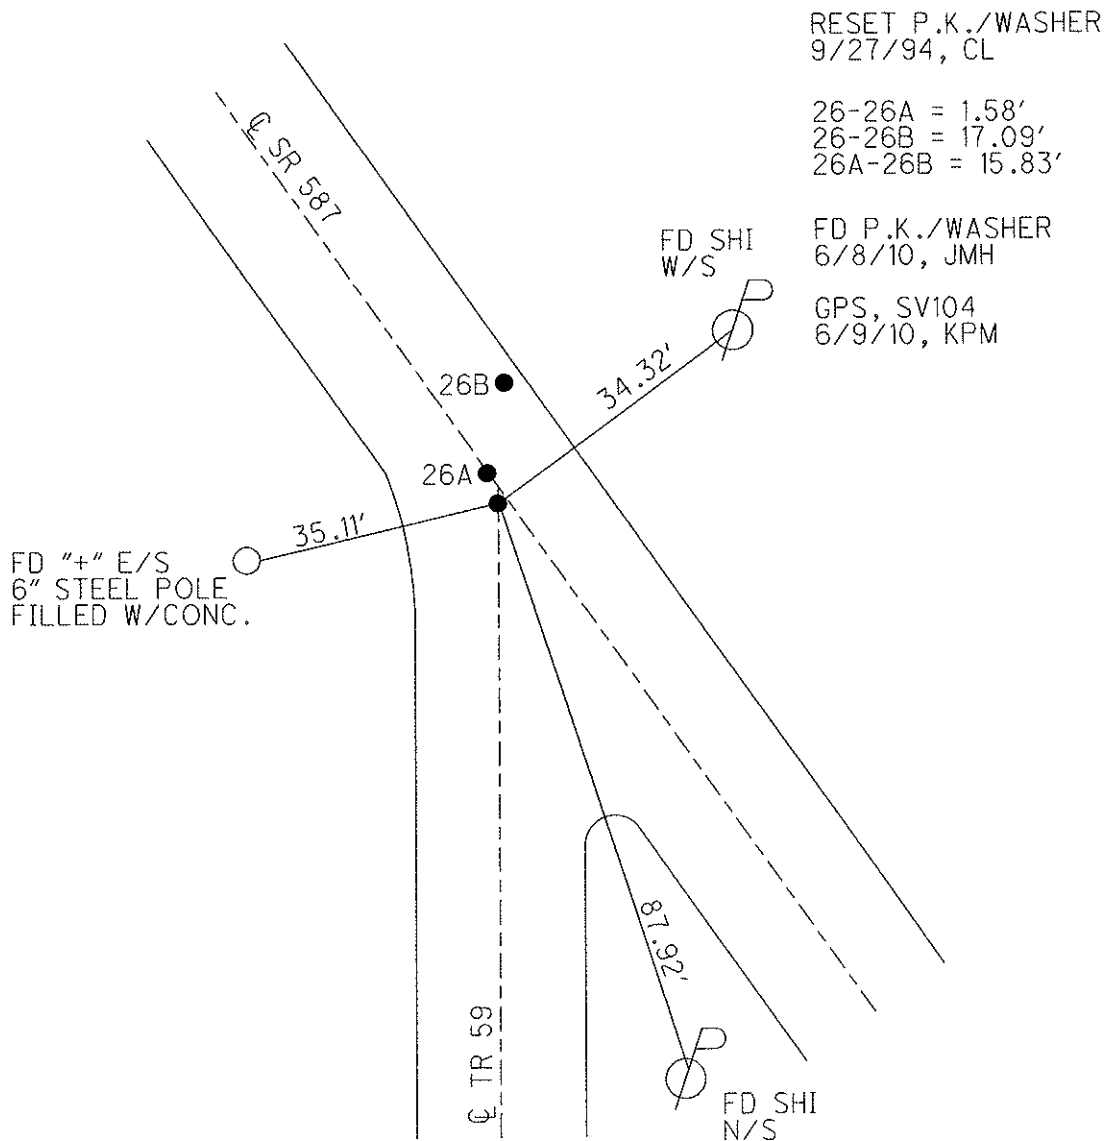 RESET P.K./WASHER
9/27/94, CL
26-26A = 1.58'
26-26B = 17.09'
26A-26B = 15.83'
FD P.K./WASHER
6/8/10, JMH
GPS, SV104
6/9/10, KPM
℄ SR 587
FD SHI
W/S
34.32'
26B
26A
35.11'
FD "+" E/S
6" STEEL POLE
FILLED W/CONC.
87.92'
℄ TR 59
FD SHI
N/S